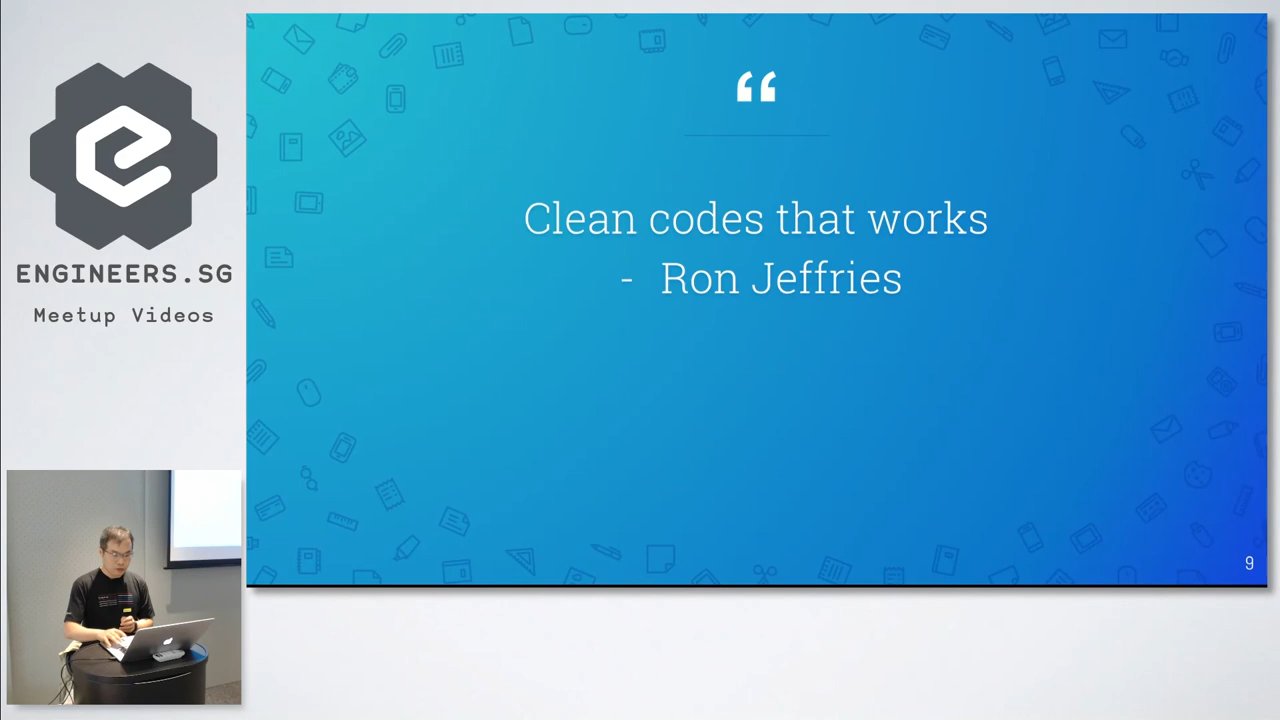 ENGINEERS.SG
Meetup Videos
“
Clean codes that works
- Ron Jeffries
9